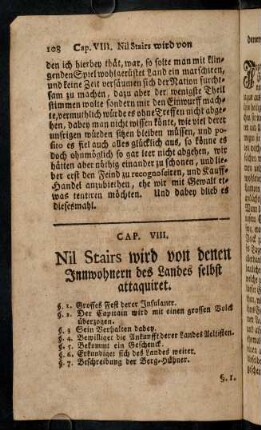 108 Cap. VIII. Nil Stairs wird von
den ich hierbey thät, war, so solte man mit klin-
genden Spiel wohlgerüstet Land ein marschiren,
und keine Zeit versäumen sich der Nation furcht-
sam zu machen, dazu aber der wenigste Theil
stimmen wolte sondern mit den Einwurff mach-
te, vermuthlich würde es ohne Treffen nicht abge-
hen, dabey man nicht wissen könte, wie viel derer
unsrigen würden sitzen bleiben müssen, und po-
sito es fiel auch alles glücklich aus, so könne es
doch ohnmöglich so gar leer nicht abgehen, wir
hätten aber nöthig einander zu schonen, und lie-
ber erst den Feind zu recognosciren, und Kauff-
Handel anzubiethen, ehe wir mit Gewalt et-
was tentiren möchten. Und dabey blieb es
diesesmahl.
CAP. VIII.
Nil Stairs wird von denen
Innwohnern des Landes selbst
attaquiret.
§. 1. Grosses Fest derer Insulaner.
§. 2. Der Capitain wird mit einen grossen Volck
überzogen.
§. 3 Sein Verhalten dabey.
§. 4. Bewilliget die Ankunfft derer Landes Aeltisten.
§. 5. Bekommt ein Geschenck.
§. 6. Erkundiget sich des Landes weiter.
§. 7. Beschreibung der Berg-Hühner.
§. 1.